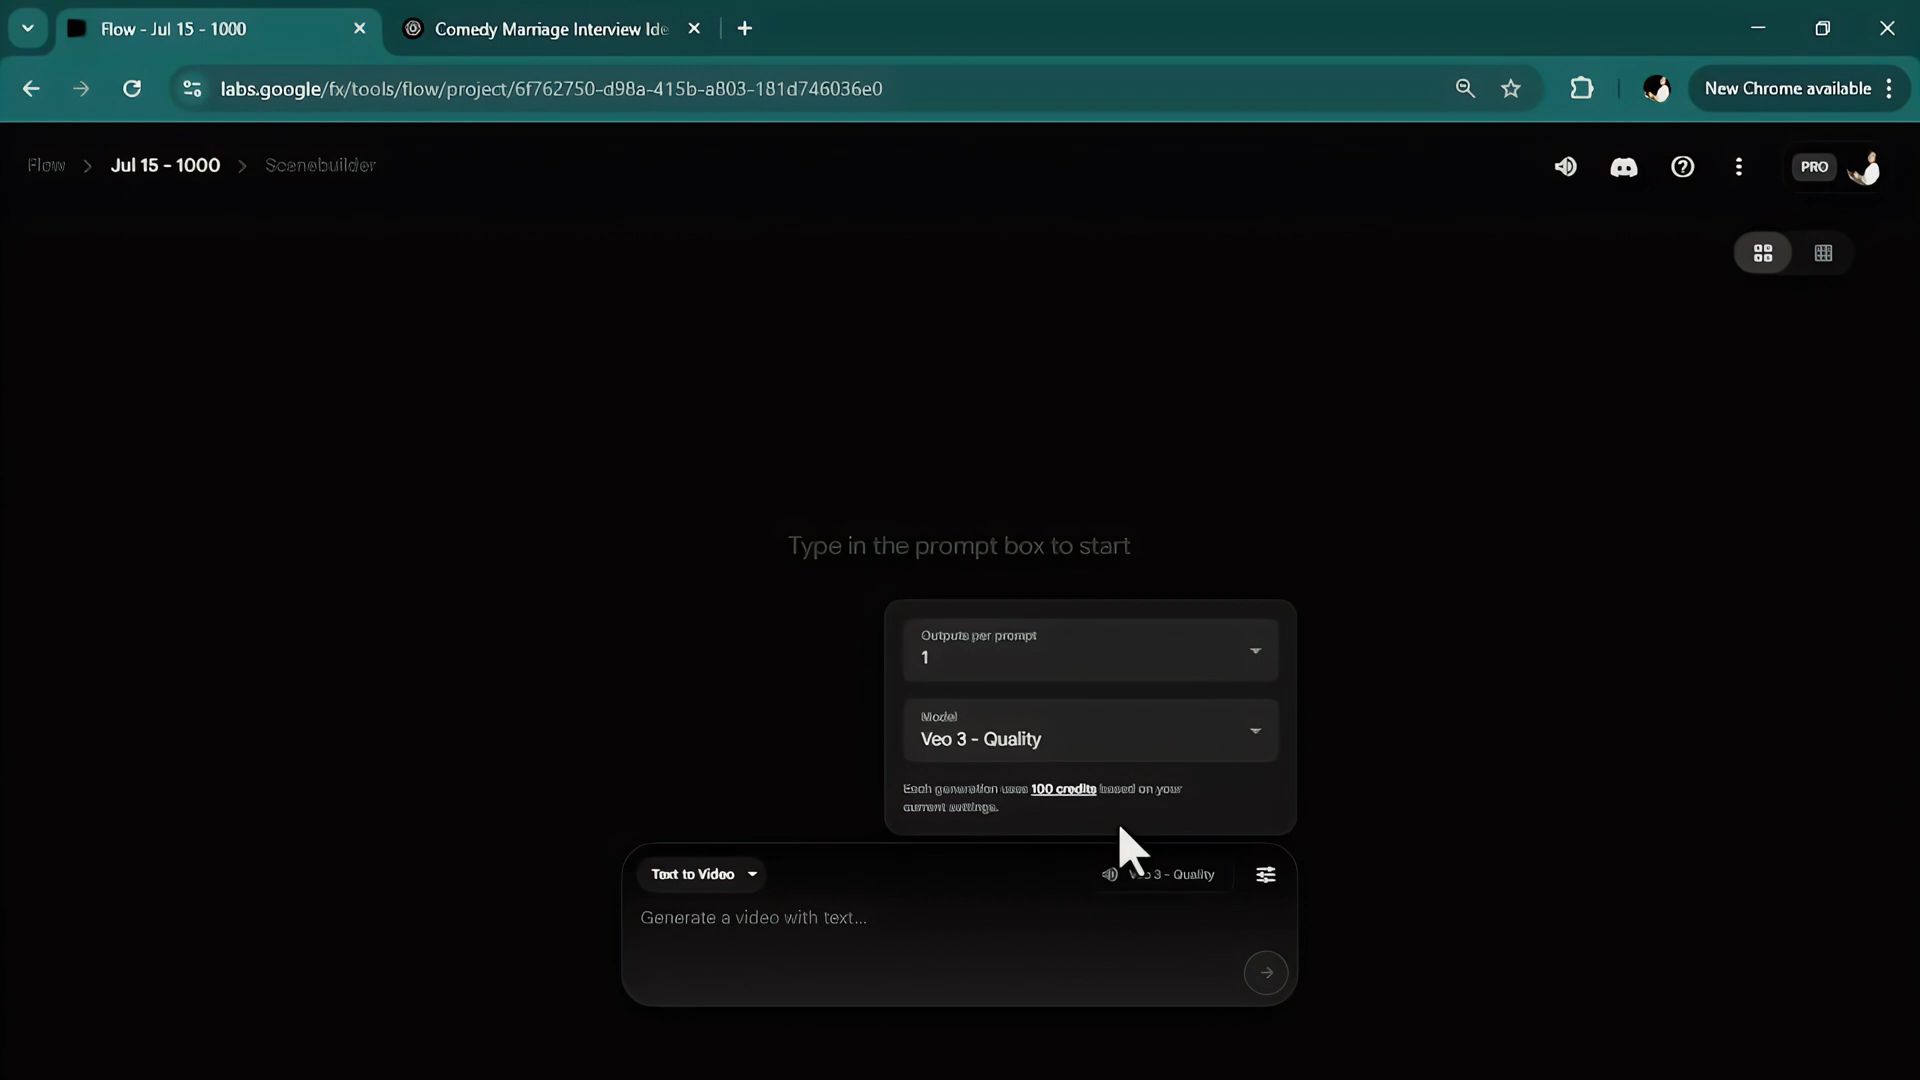 Flow - Jul 15 - 1000
Comedy Marriage Interview Ide
labs.google/fx/tools/flow/project/6f762750-d98a-415b-a803-181d746036e0
New Chrome available
Flow > Jul 15 - 1000 > Scenebuilder
PRO
Type in the prompt box to start
Outputs per prompt
1
Model
Veo 3 - Quality
Each generation uses 100 credits based on your
current settings.
Text to Video
Veo 3 - Quality
Generate a video with text...